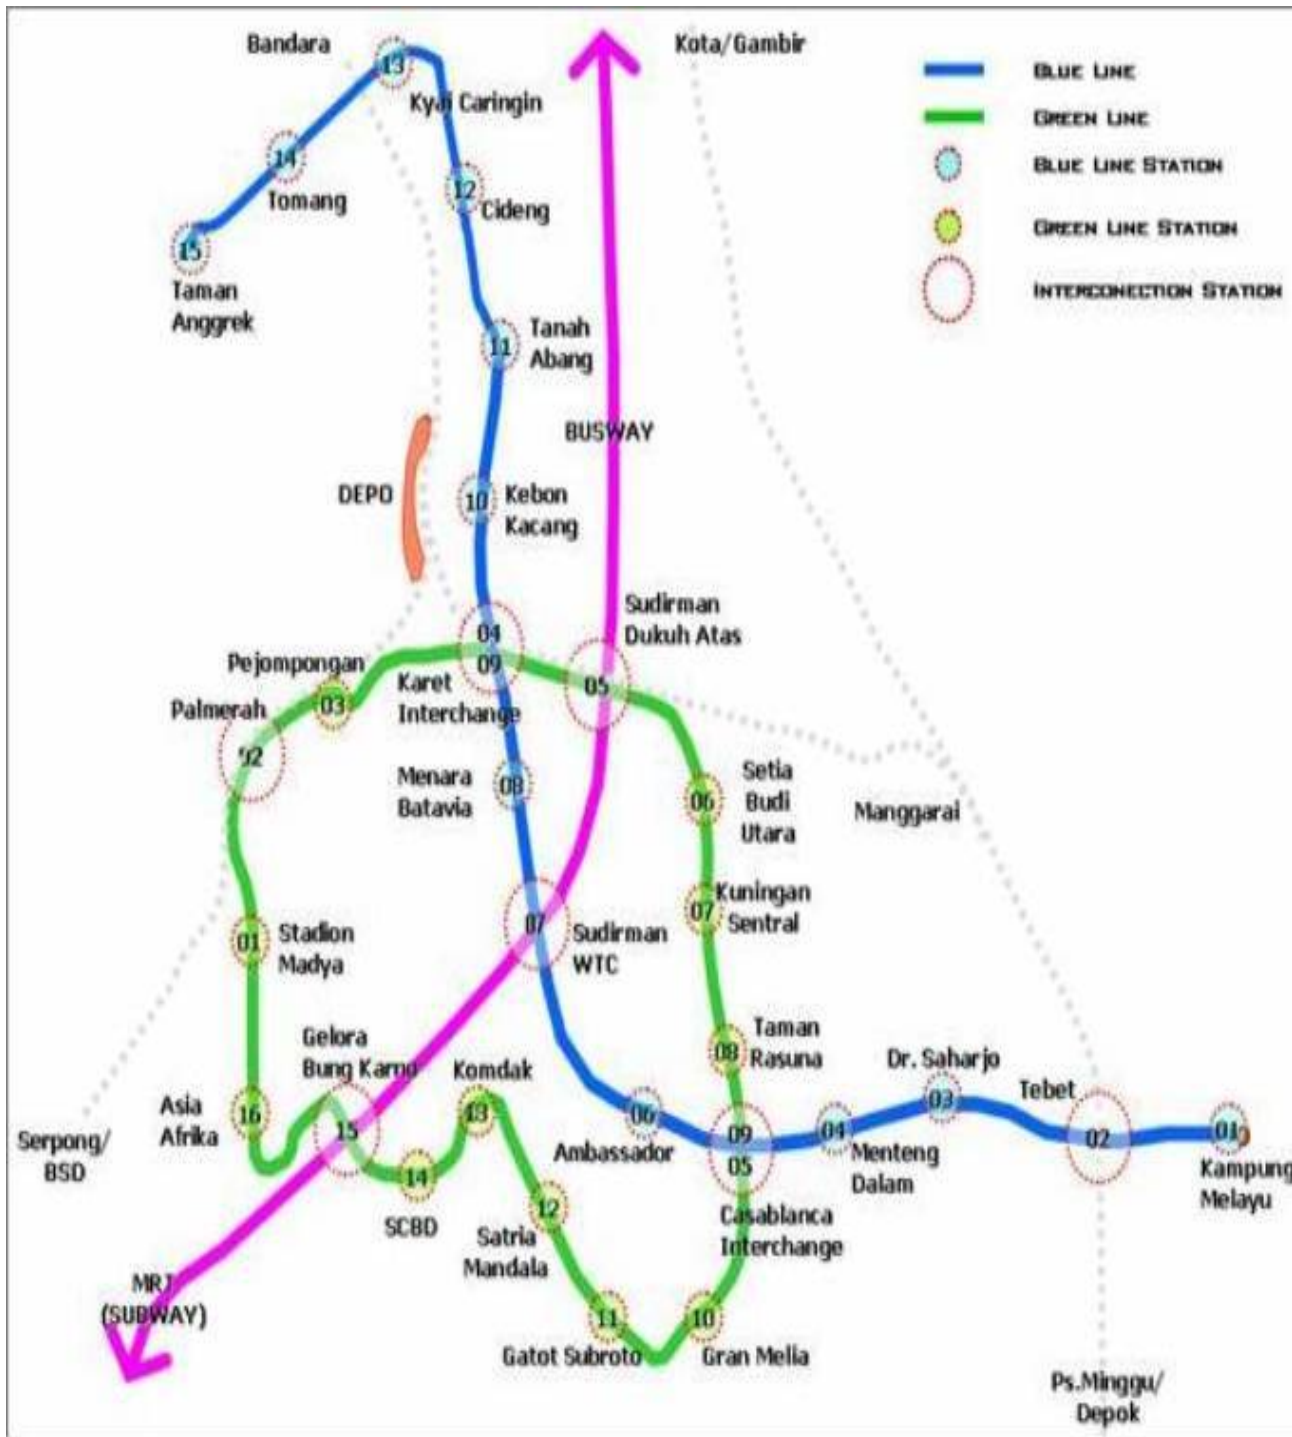 Bandara
Kota/Gambir
BLUE LINE
GREEN LINE
BLUE LINE STATION
GREEN LINE STATION
INTERCONECTION STATION
13
Kyai Caringin
14
Tomang
12
Cideng
15
Taman
Anggrek
11
Tanah
Abang
BUSWAY
DEPO
10
Kebon
Kacang
Sudirman
Dukuh Atas
04
09
Karet
Interchange
05
Pejompongan
03
Palmerah
02
Menara
Batavia
08
Setia
Budi
Utara
06
Manggarai
Kuningan
Sentral
07
07
Sudirman
WTC
01
Stadion
Madya
Gelora
Bung Karno
Komdak
Taman
Rasuna
08
Dr. Saharjo
03
Tebet
Asia
Afrika
16
15
13
06
Ambassador
09
05
Casablanca
Interchange
04
Menteng
Dalam
02
01
Kampung
Melayu
Serpong/
BSD
14
SCBD
12
Satria
Mandala
MRT
(SUBWAY)
11
Gatot Subroto
10
Gran Melia
Ps.Minggu/
Depok